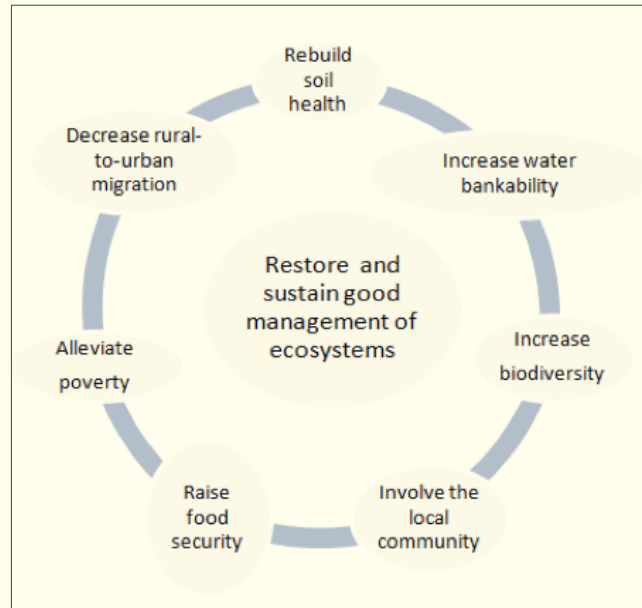 Rebuild
soil
health
Increase water
bankability
Increase
biodiversity
Involve the
local
community
Raise
food
security
Alleviate
poverty
Decrease rural-
to-urban
migration
Restore and
sustain good
management of
ecosystems